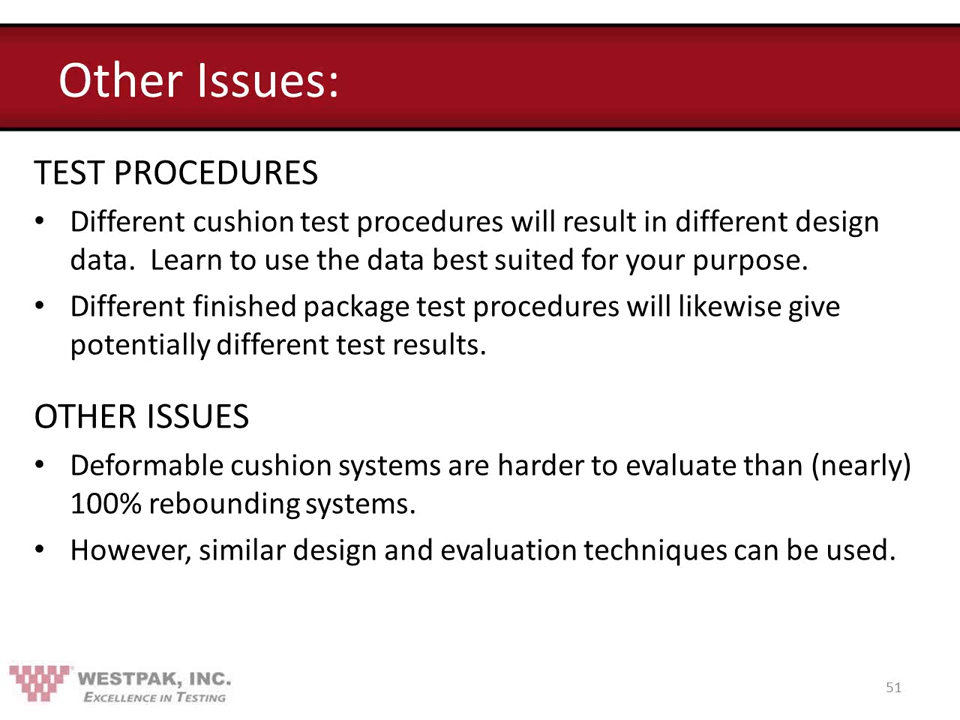 Other Issues:
TEST PROCEDURES
• Different cushion test procedures will result in different design
data.  Learn to use the data best suited for your purpose.
• Different finished package test procedures will likewise give
potentially different test results.
OTHER ISSUES
• Deformable cushion systems are harder to evaluate than (nearly)
100% rebounding systems.
• However, similar design and evaluation techniques can be used.
WESTPAK, INC.
EXCELLENCE IN TESTING
51